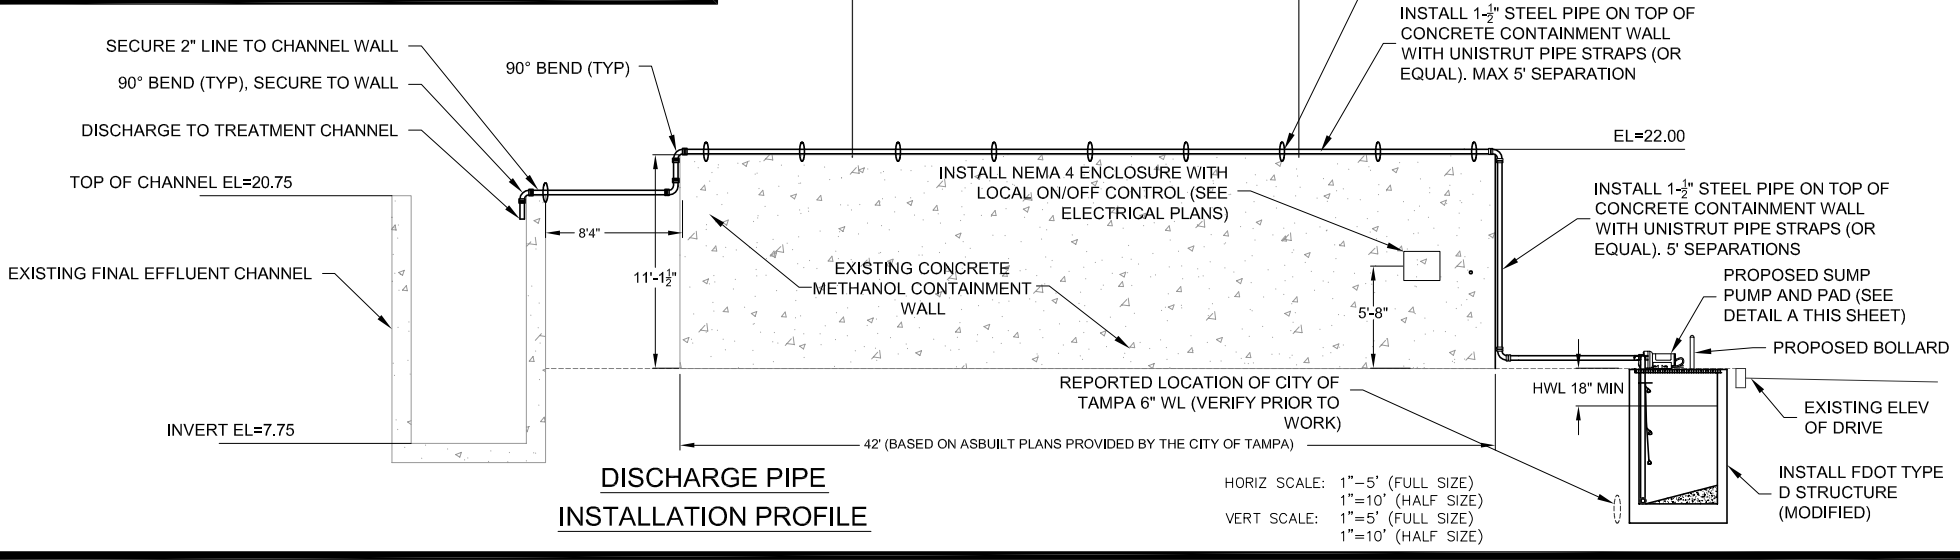 INSTALL 1-1/2" STEEL PIPE ON TOP OF
CONCRETE CONTAINMENT WALL
WITH UNISTRUT PIPE STRAPS (OR
EQUAL). MAX 5' SEPARATION
SECURE 2" LINE TO CHANNEL WALL
90° BEND (TYP), SECURE TO WALL
DISCHARGE TO TREATMENT CHANNEL
90° BEND (TYP)
EL=22.00
TOP OF CHANNEL EL=20.75
INSTALL NEMA 4 ENCLOSURE WITH
LOCAL ON/OFF CONTROL (SEE
ELECTRICAL PLANS)
INSTALL 1-1/2" STEEL PIPE ON TOP OF
CONCRETE CONTAINMENT WALL
WITH UNISTRUT PIPE STRAPS (OR
EQUAL). 5' SEPARATIONS
8'4"
EXISTING FINAL EFFLUENT CHANNEL
11'-1 1/2"
EXISTING CONCRETE
METHANOL CONTAINMENT
WALL
5'-8"
PROPOSED SUMP
PUMP AND PAD (SEE
DETAIL A THIS SHEET)
PROPOSED BOLLARD
REPORTED LOCATION OF CITY OF
TAMPA 6" WL (VERIFY PRIOR TO
WORK)
HWL 18" MIN
EXISTING ELEV
OF DRIVE
INVERT EL=7.75
42' (BASED ON ASBUILT PLANS PROVIDED BY THE CITY OF TAMPA)
INSTALL FDOT TYPE
D STRUCTURE
(MODIFIED)
DISCHARGE PIPE
INSTALLATION PROFILE
HORIZ SCALE: 1"–5' (FULL SIZE)
1"=10' (HALF SIZE)
VERT SCALE: 1"=5' (FULL SIZE)
1"=10' (HALF SIZE)